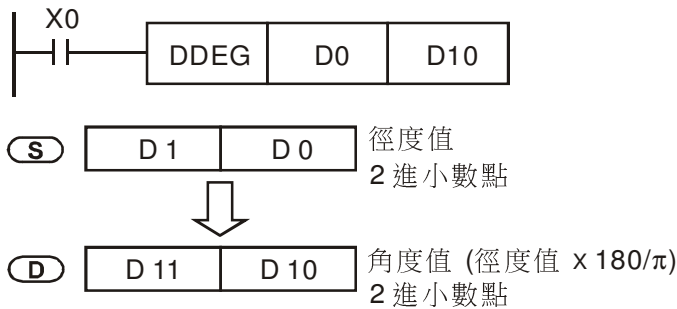 X0
DDEG D0 D10
S D 1 D 0 徑度值
2 進小數點
D D 11 D 10 角度值 (徑度值 x 180/π)
2 進小數點